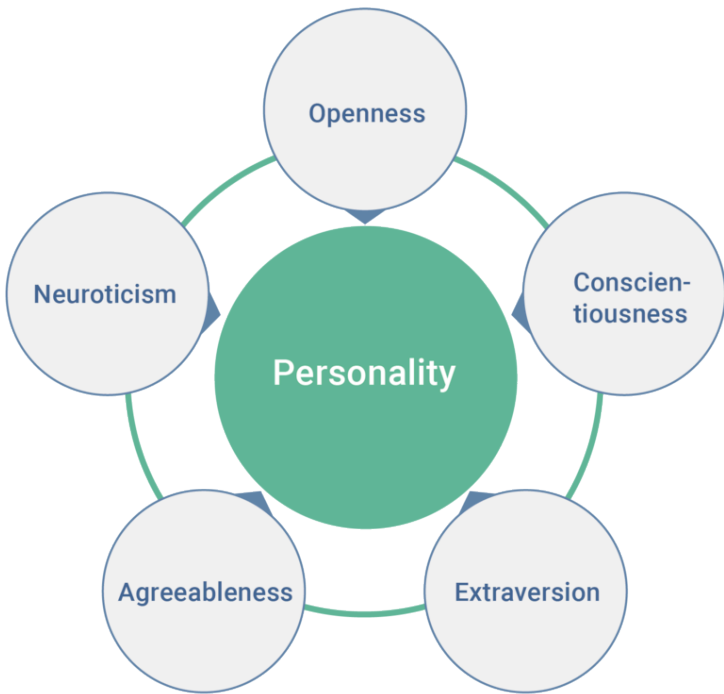 Openness
Neuroticism
Conscien-
tiousness
Personality
Agreeableness
Extraversion